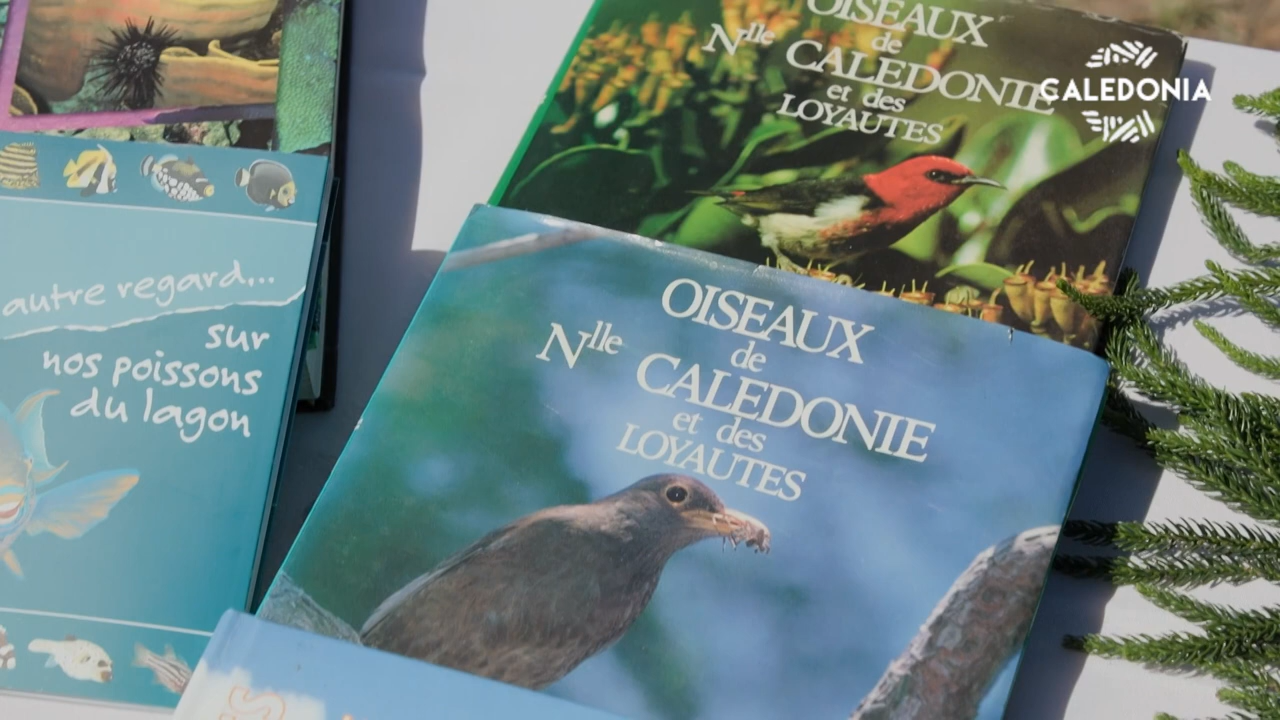 OISEAUX
de
Nlle CALEDONIE
et des
LOYAUTES
CALEDONIA
autre regard...
sur
nos poissons
du lagon
OISEAUX
de
Nlle CALEDONIE
et des
LOYAUTES